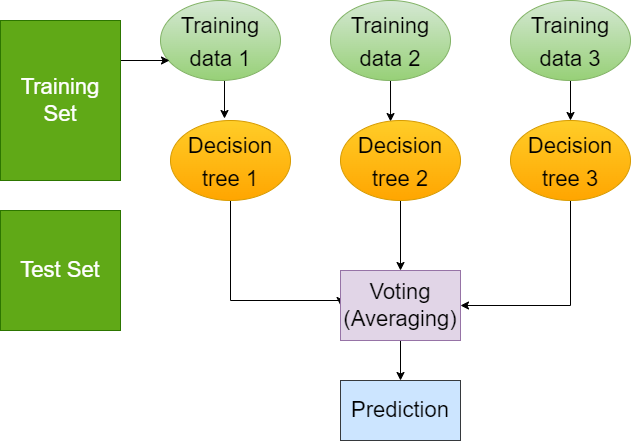 Training
Set
Training
data 1
Training
data 2
Training
data 3
Decision
tree 1
Decision
tree 2
Decision
tree 3
Test Set
Voting
(Averaging)
Prediction